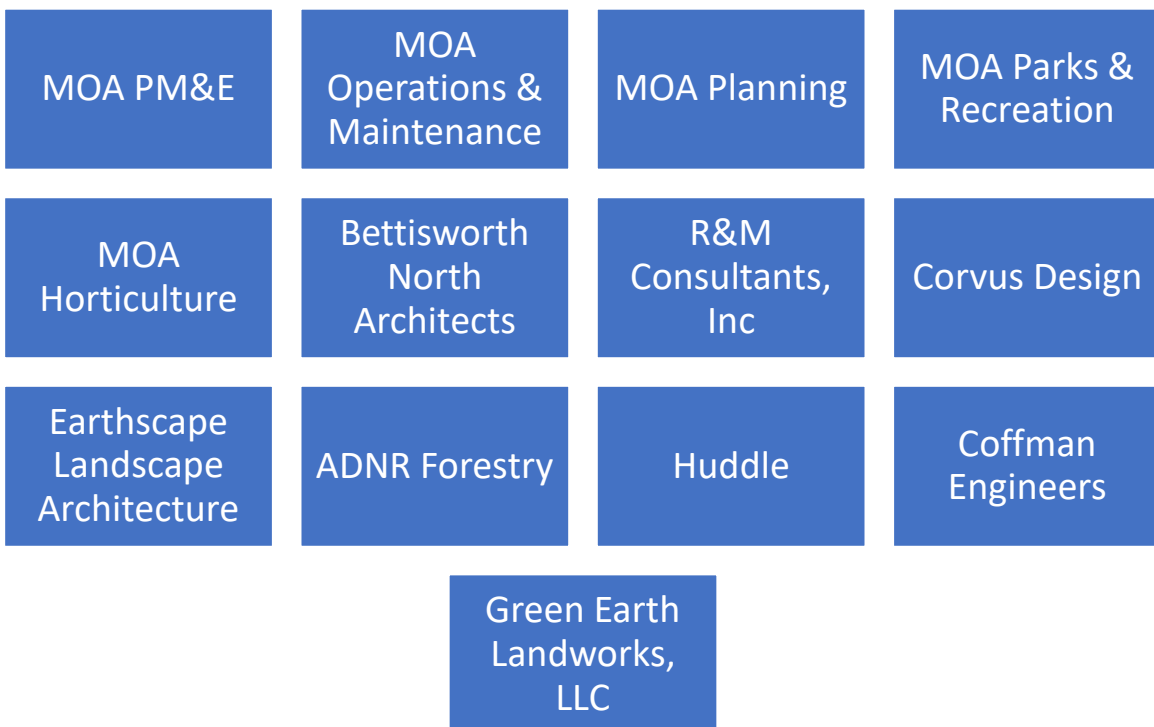 MOA PM&E
MOA
Operations &
Maintenance
MOA Planning
MOA Parks &
Recreation
MOA
Horticulture
Bettisworth
North
Architects
R&M
Consultants,
Inc
Corvus Design
Earthscape
Landscape
Architecture
ADNR Forestry
Huddle
Coffman
Engineers
Green Earth
Landworks,
LLC